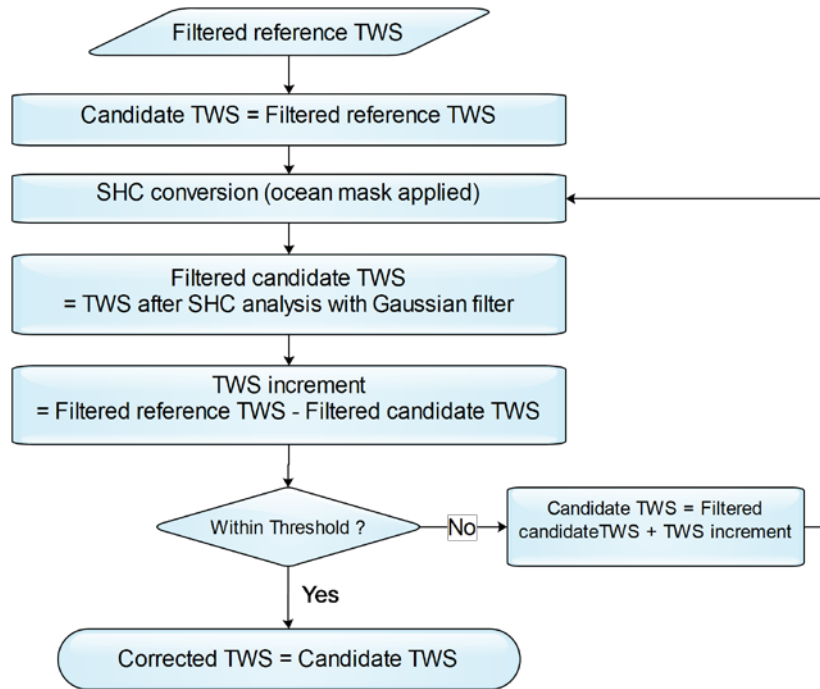 Filtered reference TWS
Candidate TWS = Filtered reference TWS
SHC conversion (ocean mask applied)
Filtered candidate TWS
= TWS after SHC analysis with Gaussian filter
TWS increment
= Filtered reference TWS - Filtered candidate TWS
Within Threshold ?
No
Candidate TWS = Filtered
candidateTWS + TWS increment
Yes
Corrected TWS = Candidate TWS